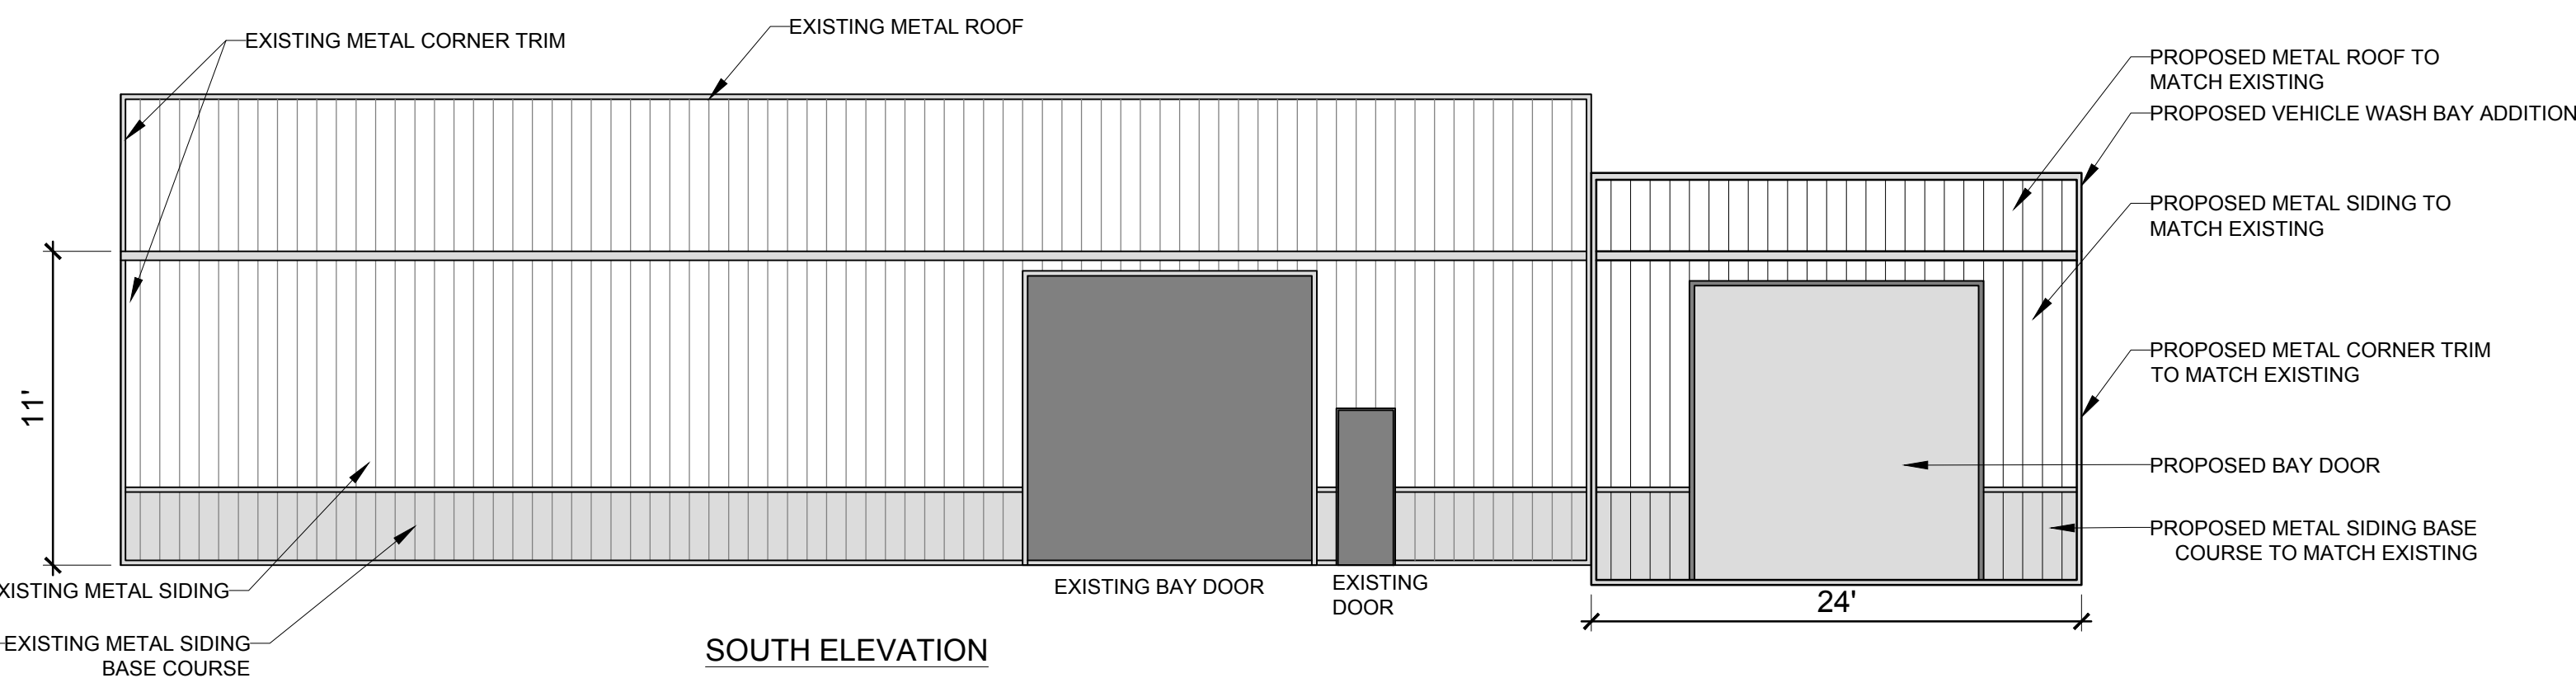 EXISTING METAL CORNER TRIM
EXISTING METAL ROOF
PROPOSED METAL ROOF TO
MATCH EXISTING
PROPOSED VEHICLE WASH BAY ADDITION
PROPOSED METAL SIDING TO
MATCH EXISTING
PROPOSED METAL CORNER TRIM
TO MATCH EXISTING
PROPOSED BAY DOOR
PROPOSED METAL SIDING BASE
COURSE TO MATCH EXISTING
11'
XISTING METAL SIDING
EXISTING METAL SIDING
BASE COURSE
EXISTING BAY DOOR
EXISTING
DOOR
24'
SOUTH ELEVATION